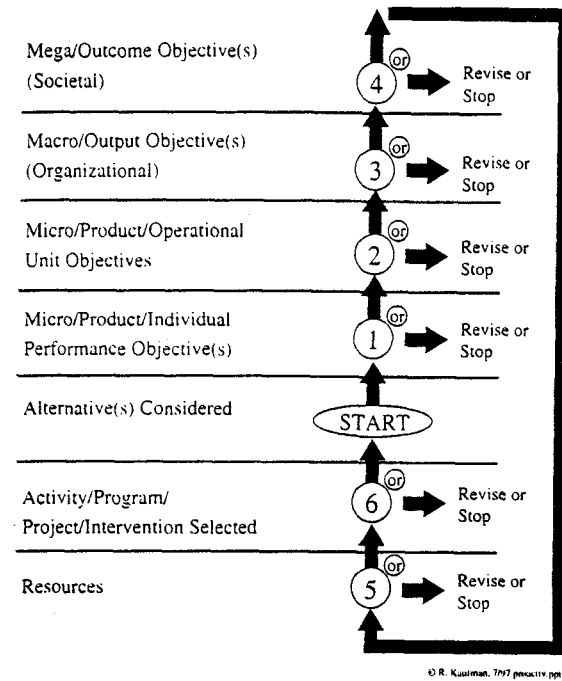 Mega/Outcome Objective(s)
(Societal)
or
4
Revise or
Stop
Macro/Output Objective(s)
(Organizational)
or
3
Revise or
Stop
Micro/Product/Operational
Unit Objectives
or
2
Revise or
Stop
Micro/Product/Individual
Performance Objective(s)
or
1
Revise or
Stop
Alternative(s) Considered
START
Activity/Program/
Project/Intervention Selected
or
6
Revise or
Stop
Resources
or
5
Revise or
Stop
© R. Kaufman, 7/97 proactiv.ppt